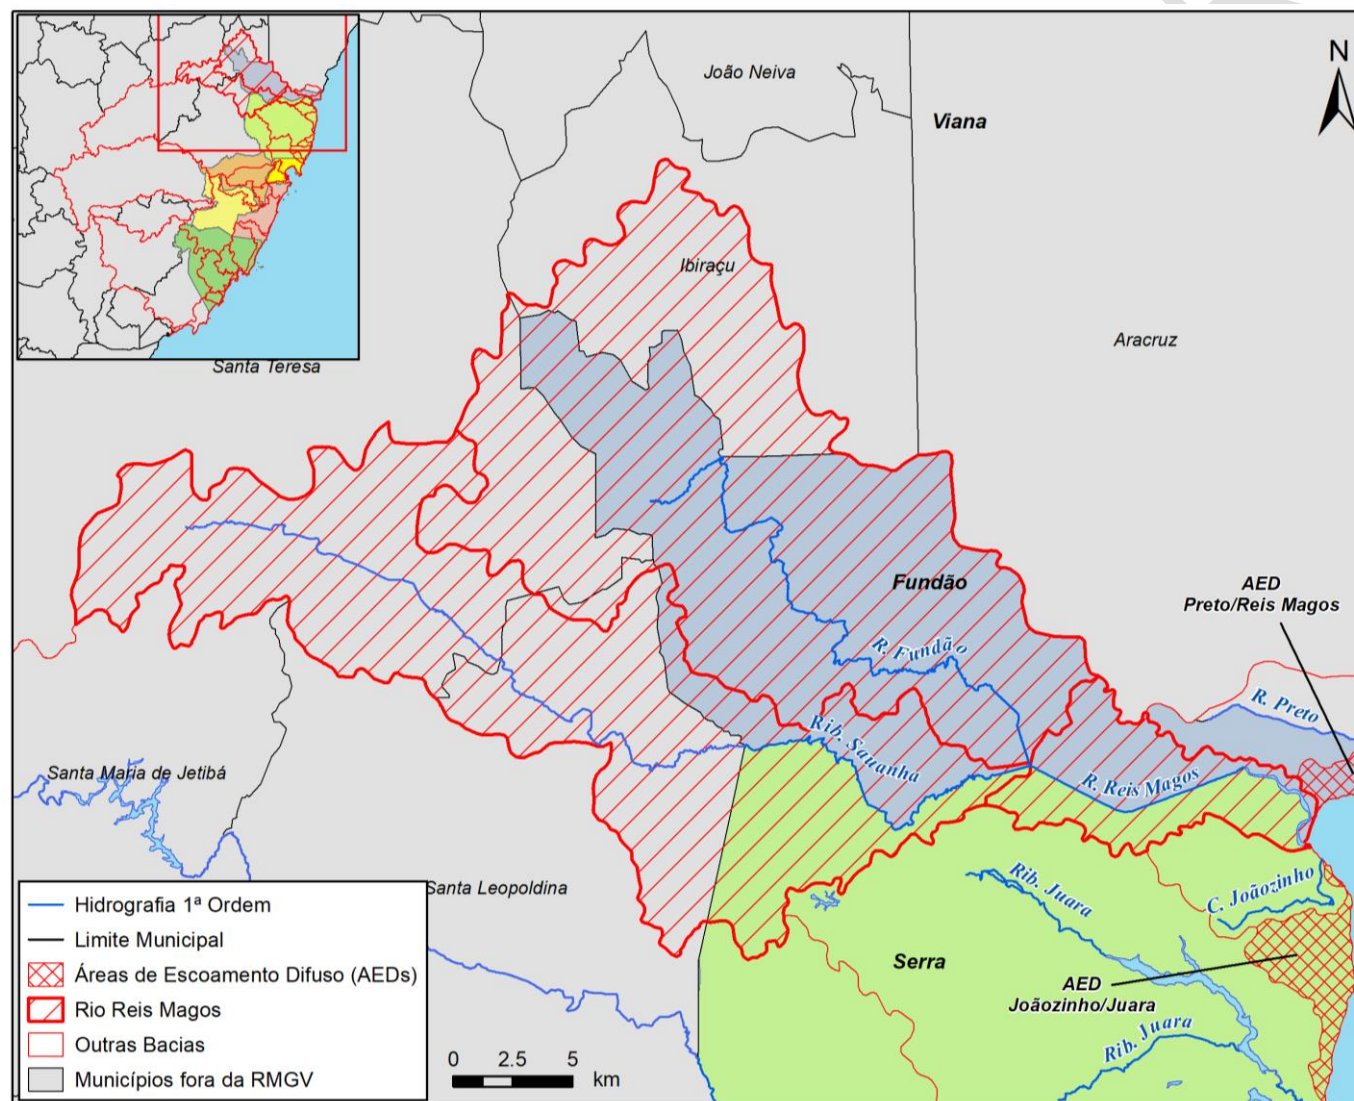 João Neiva
N
Viana
Ibiraçu
Aracruz
Santa Teresa
Fundão
AED
Preto/Reis Magos
R. Fundão
R. Preto
Rib. Sauanha
R. Reis Magos
Santa Maria de Jetibá
Santa Leopoldina
Rib. Juara
C. Joãozinho
Serra
AED
Joãozinho/Juara
Rib. Juara
Hidrografia 1ª Ordem
Limite Municipal
Áreas de Escoamento Difuso (AEDs)
Rio Reis Magos
Outras Bacias
Municípios fora da RMGV
0 2.5 5
km